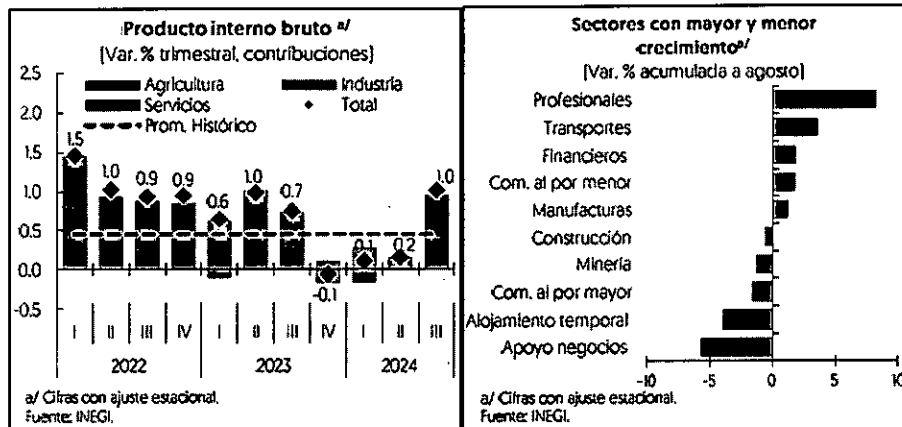 Producto interno bruto a/
(Var. % trimestral, contribuciones)
2.5
2.0
1.5
1.0
0.5
0.0
-0.5
Agricultura
Industria
Servicios
Total
Prom. Histórico
1.5
1.0
0.9
0.9
0.6
1.0
0.7
-0.1
0.1
0.2
1.0
I II III IV I II III IV I II III
2022 2023 2024
a/ Cifras con ajuste estacional.
Fuente: INEGI.
Sectores con mayor y menor
crecimiento a/
(Var. % acumulada a agosto)
Profesionales
Transportes
Financieros
Com. al por menor
Manufacturas
Construcción
Minería
Com. al por mayor
Alojamiento temporal
Apoyo negocios
-10 -5 0 5 10
a/ Cifras con ajuste estacional.
Fuente: INEGI.